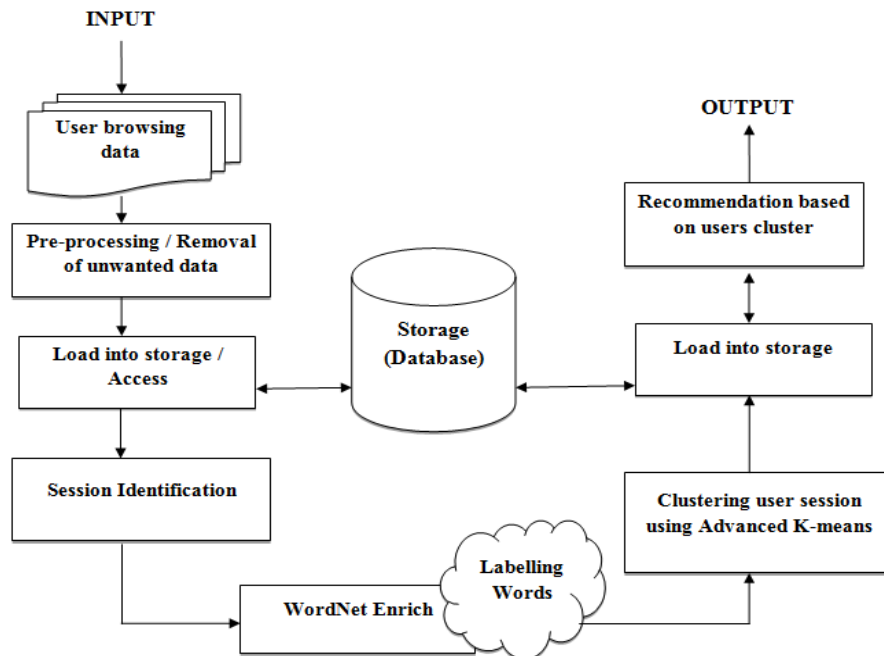 INPUT
User browsing
data
Pre-processing / Removal
of unwanted data
Load into storage /
Access
Session Identification
WordNet Enrich
Labelling
Words
Storage
(Database)
Clustering user session
using Advanced K-means
Load into storage
Recommendation based
on users cluster
OUTPUT